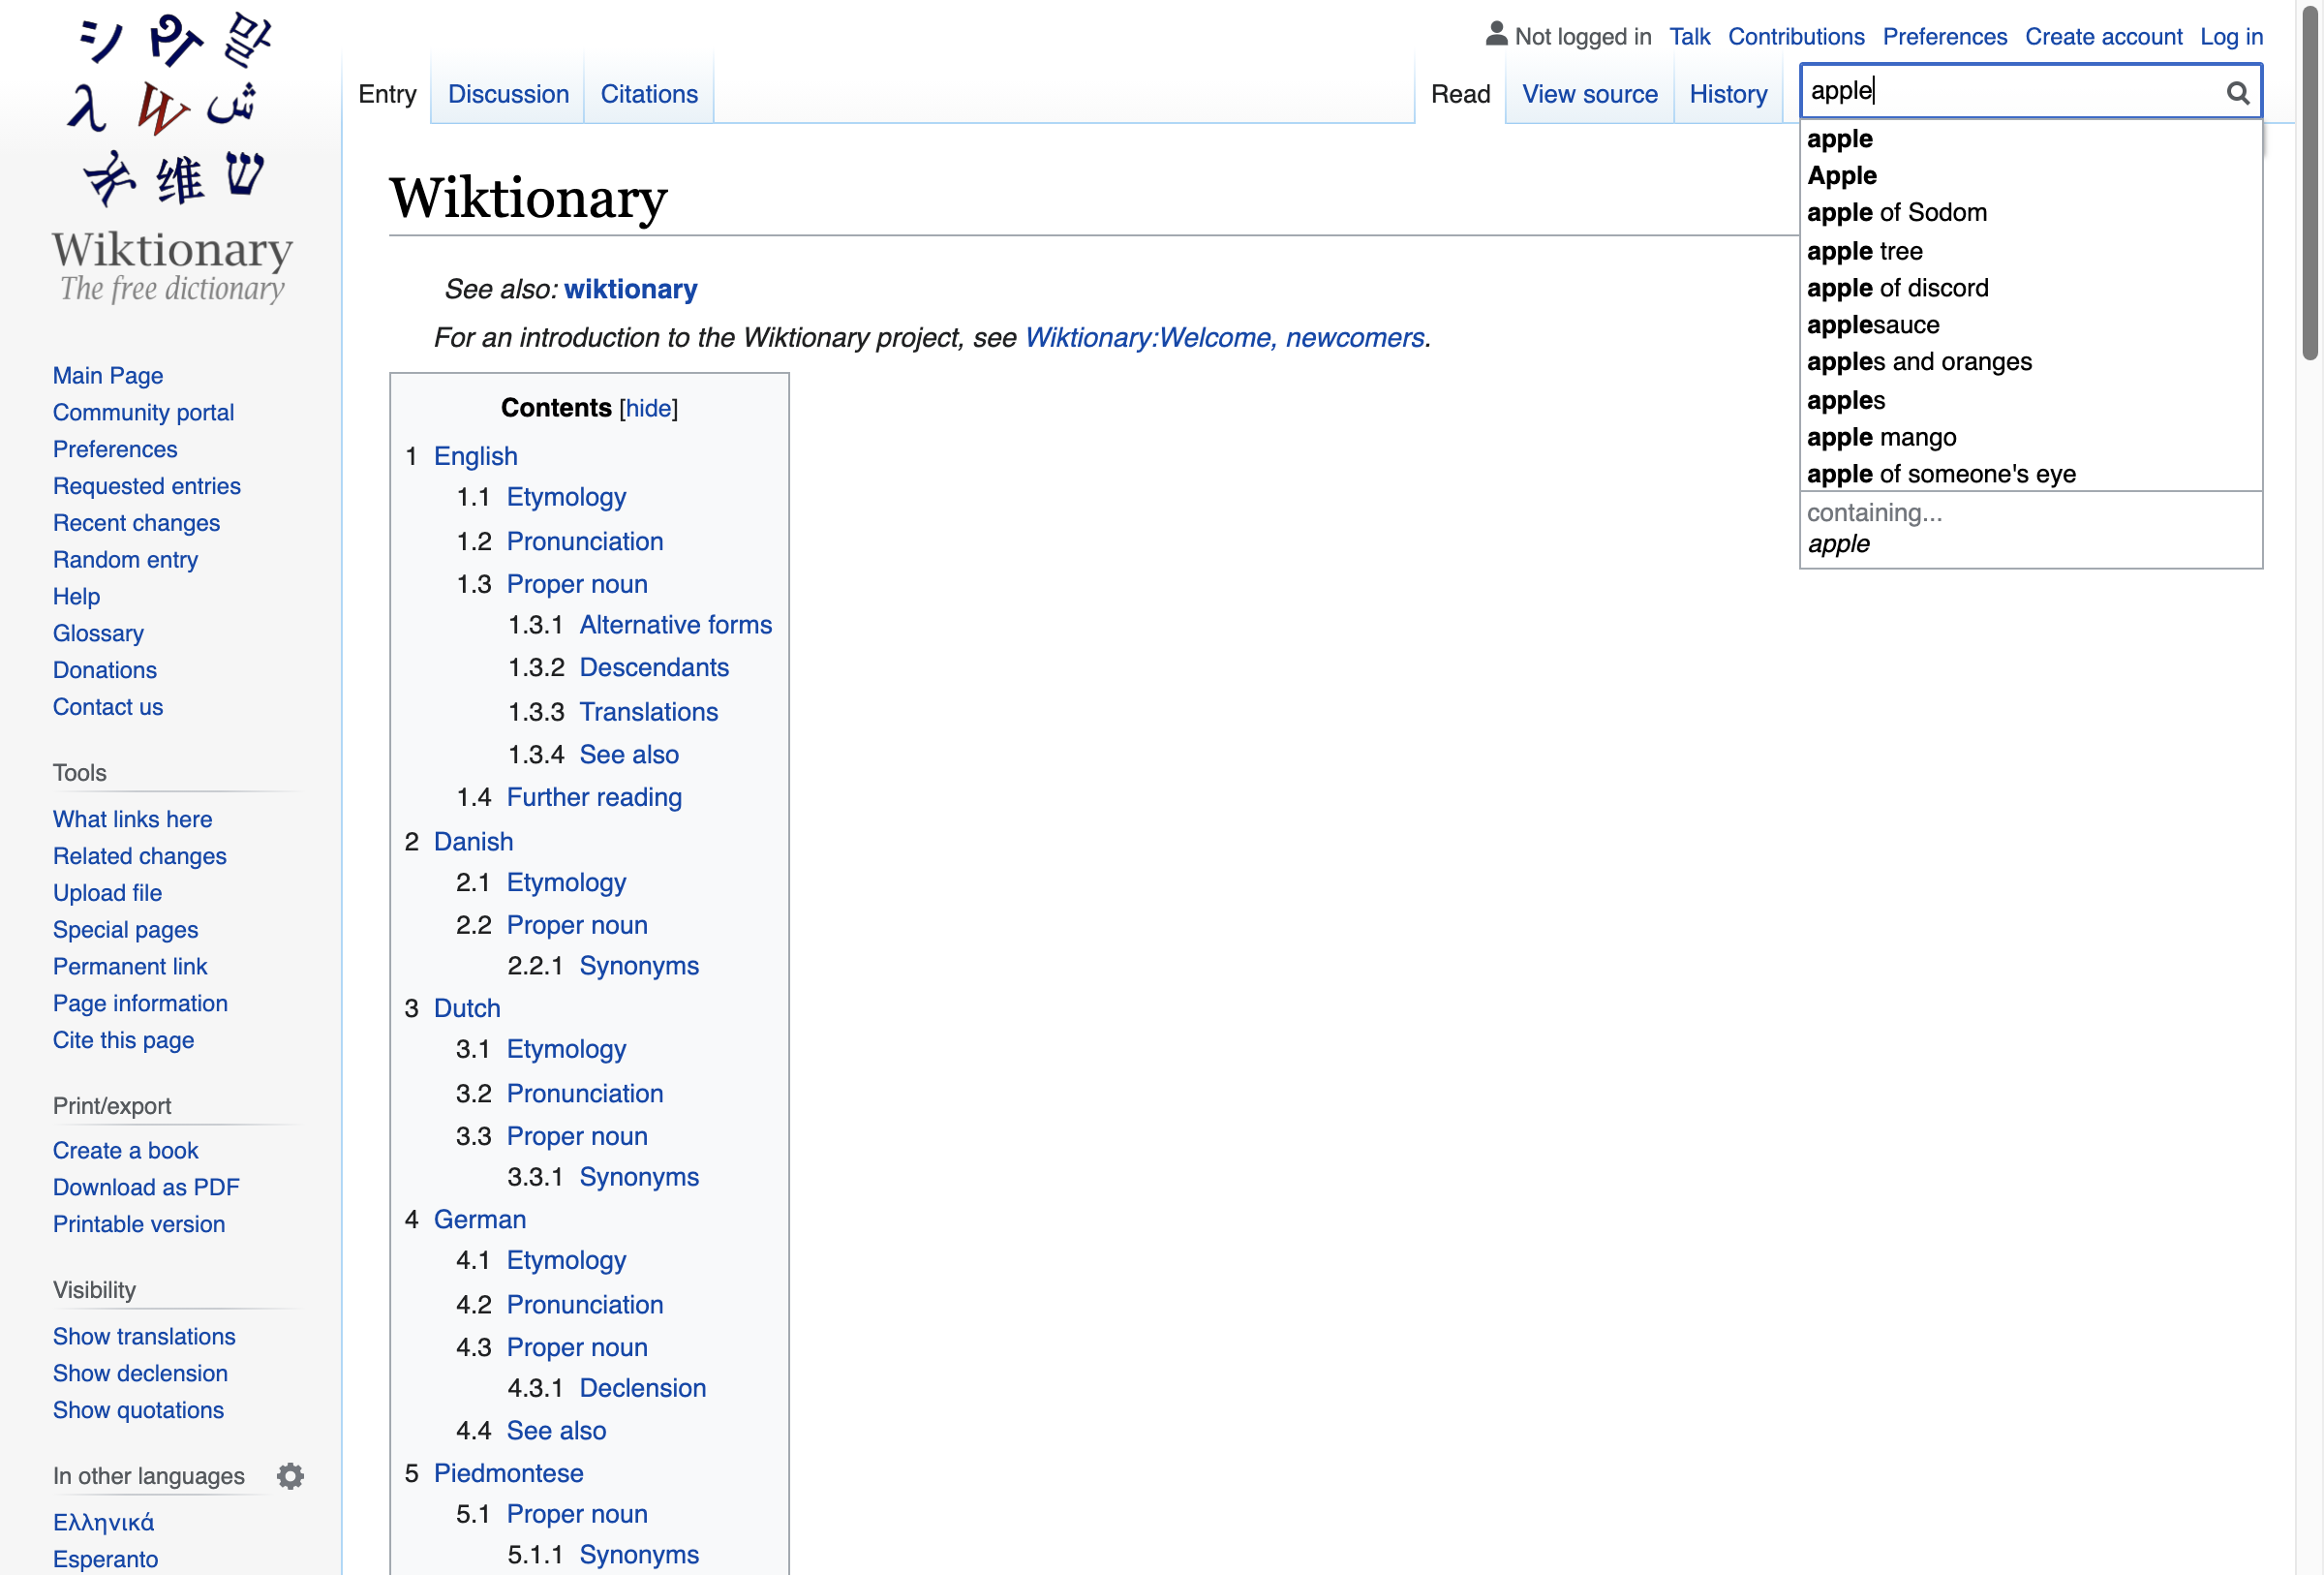 シ უ 말
λ W ش
维 ש
Wiktionary
The free dictionary
Main Page
Community portal
Preferences
Requested entries
Recent changes
Random entry
Help
Glossary
Donations
Contact us
Tools
What links here
Related changes
Upload file
Special pages
Permanent link
Page information
Cite this page
Print/export
Create a book
Download as PDF
Printable version
Visibility
Show translations
Show declension
Show quotations
In other languages
Ελληνικά
Esperanto
Not logged in Talk Contributions Preferences Create account Log in
Entry Discussion Citations Read View source History
apple
apple
Apple
apple of Sodom
apple tree
apple of discord
applesauce
apples and oranges
apples
apple mango
apple of someone's eye
containing...
apple
Wiktionary
See also: wiktionary
For an introduction to the Wiktionary project, see Wiktionary:Welcome, newcomers.
Contents [hide]
1 English
1.1 Etymology
1.2 Pronunciation
1.3 Proper noun
1.3.1 Alternative forms
1.3.2 Descendants
1.3.3 Translations
1.3.4 See also
1.4 Further reading
2 Danish
2.1 Etymology
2.2 Proper noun
2.2.1 Synonyms
3 Dutch
3.1 Etymology
3.2 Pronunciation
3.3 Proper noun
3.3.1 Synonyms
4 German
4.1 Etymology
4.2 Pronunciation
4.3 Proper noun
4.3.1 Declension
4.4 See also
5 Piedmontese
5.1 Proper noun
5.1.1 Synonyms